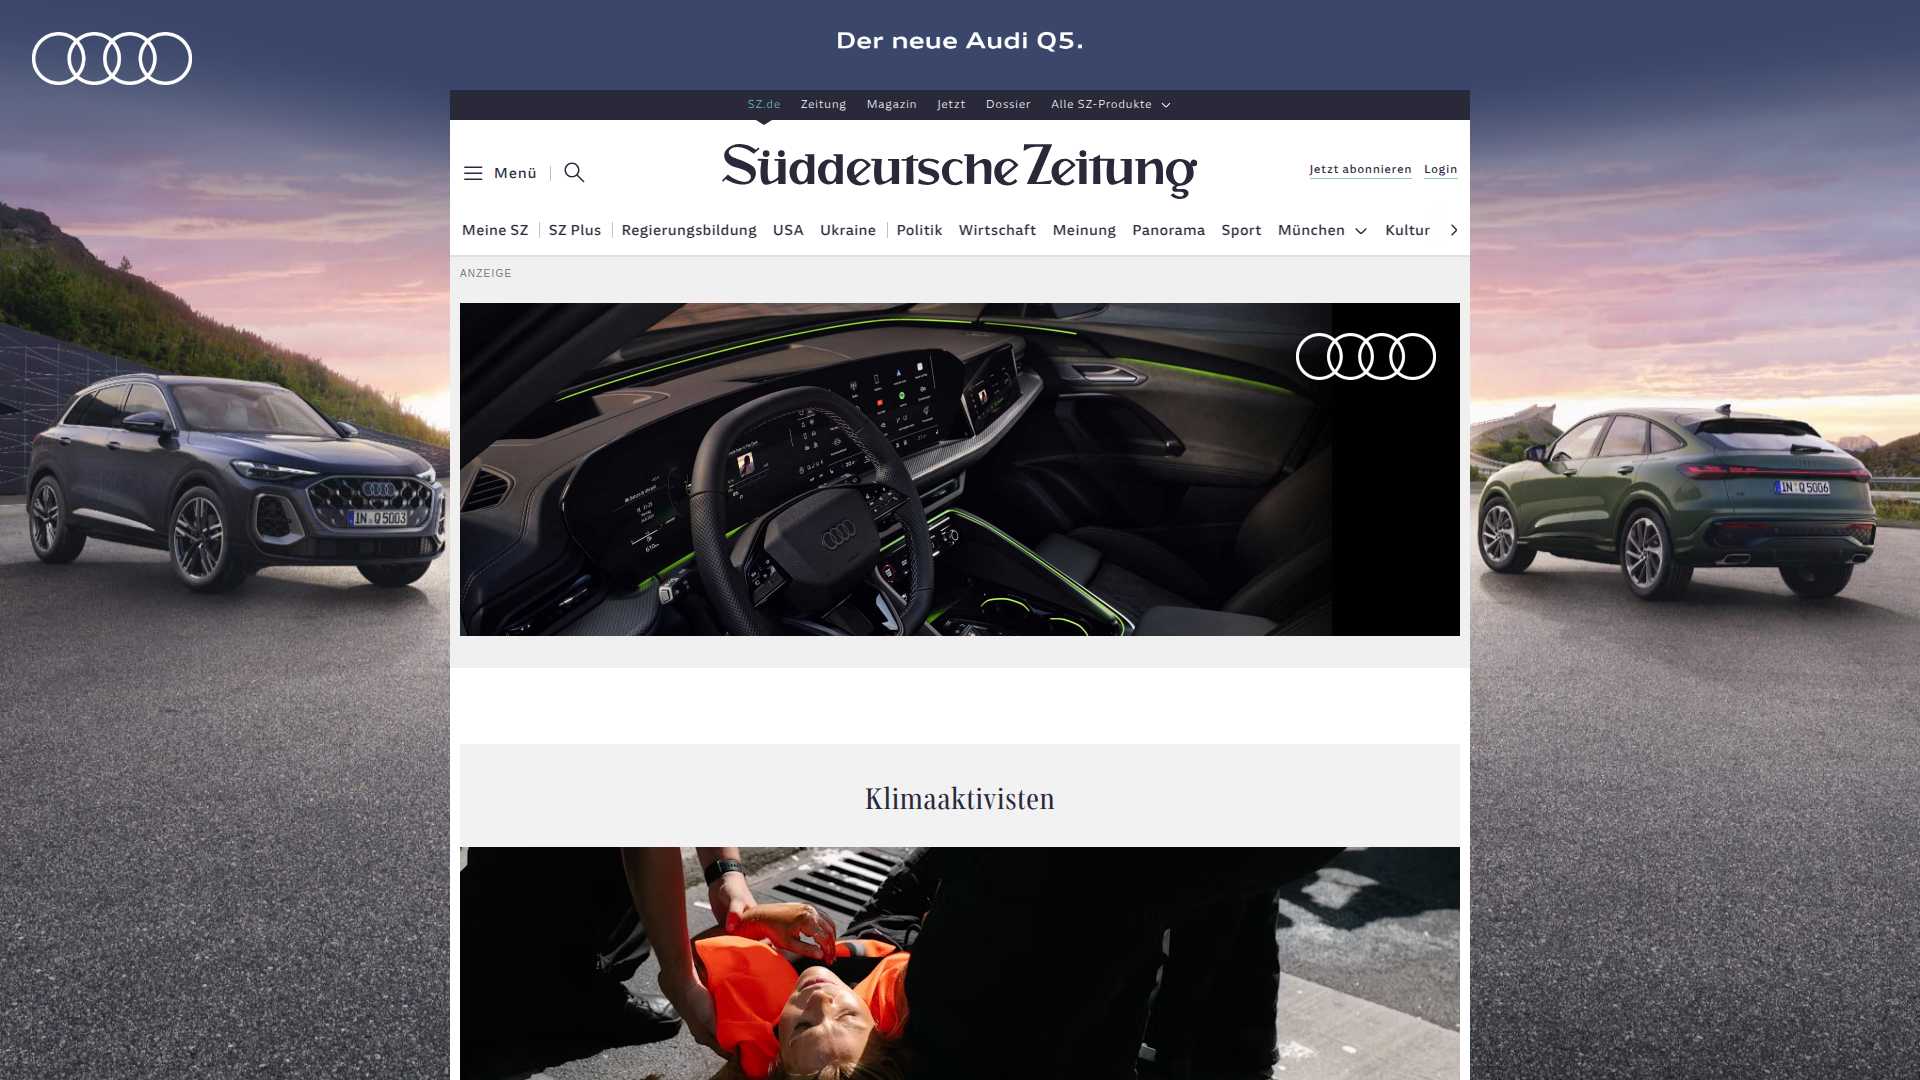 Der neue Audi Q5.
SZ.de Zeitung Magazin Jetzt Dossier Alle SZ-Produkte
Menü
Süddeutsche Zeitung
Jetzt abonnieren Login
Meine SZ SZ Plus Regierungsbildung USA Ukraine Politik Wirtschaft Meinung Panorama Sport München Kultur
ANZEIGE
IN Q 5003
IN Q 5006
Klimaaktivisten